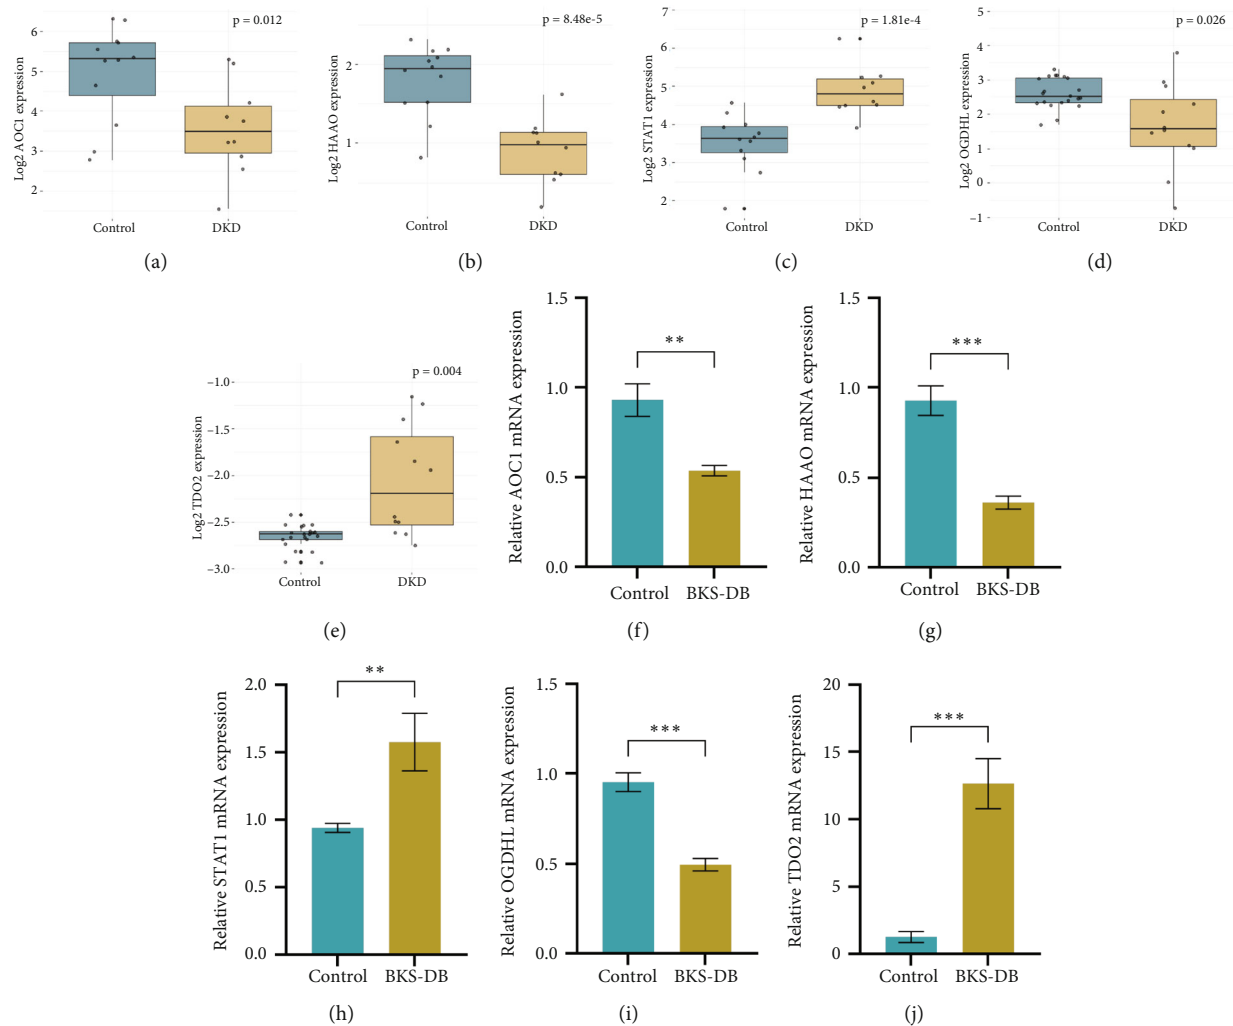 p = 0.012
Log2 AOC1 expression
6
5
4
3
2
Control DKD
(a)
p = 8.48e-5
Log2 HAAO expression
2
1
Control DKD
(b)
p = 1.81e-4
Log2 STAT1 expression
7
6
5
4
3
2
Control DKD
(c)
p = 0.026
Log2 OGDHL expression
5
4
3
2
1
0
−1
Control DKD
(d)
p = 0.004
Log2 TDO2 expression
−1.0
−1.5
−2.0
−2.5
−3.0
Control DKD
(e)
Relative AOC1 mRNA expression
1.5
1.0
0.5
0.0
**
Control BKS-DB
(f)
Relative HAAO mRNA expression
1.5
1.0
0.5
0.0
***
Control BKS-DB
(g)
Relative STAT1 mRNA expression
2.0
1.5
1.0
0.5
0.0
**
Control BKS-DB
(h)
Relative OGDHL mRNA expression
1.5
1.0
0.5
0.0
***
Control BKS-DB
(i)
Relative TDO2 mRNA expression
20
15
10
5
0
***
Control BKS-DB
(j)